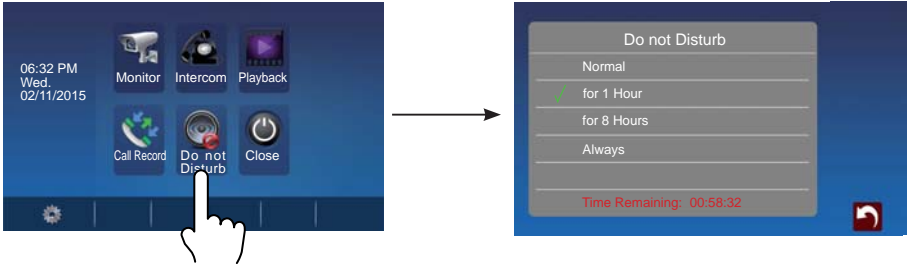 06:32 PM
Wed.
02/11/2015
Monitor
Intercom
Playback
Call Record
Do not
Disturb
Close
Do not Disturb
Normal
for 1 Hour
for 8 Hours
Always
Time Remaining: 00:58:32